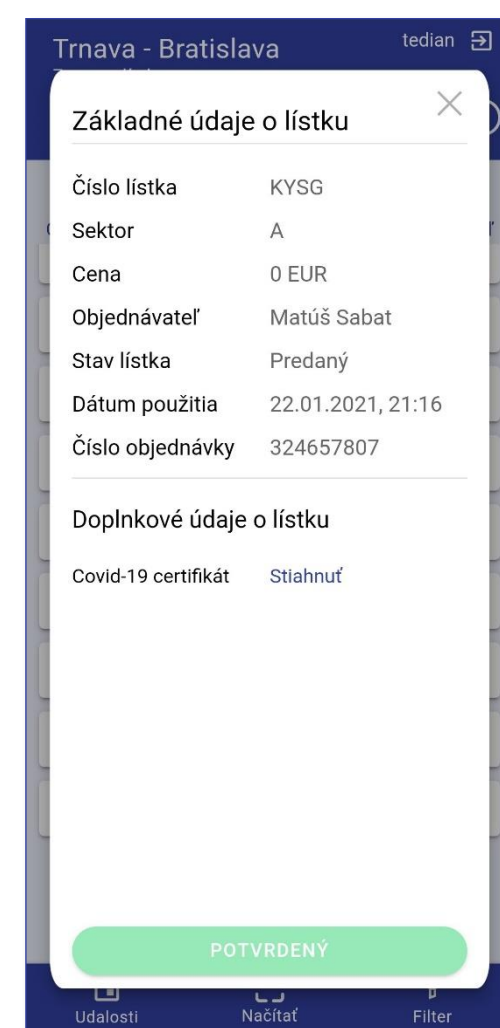 Trnava - Bratislava
tedian
Základné údaje o lístku
Číslo lístka KYSG
Sektor A
Cena 0 EUR
Objednávateľ Matúš Sabat
Stav lístka Predaný
Dátum použitia 22.01.2021, 21:16
Číslo objednávky 324657807
Doplnkové údaje o lístku
Covid-19 certifikát Stiahnuť
POTVRDENÝ
Udalosti Načítať Filter